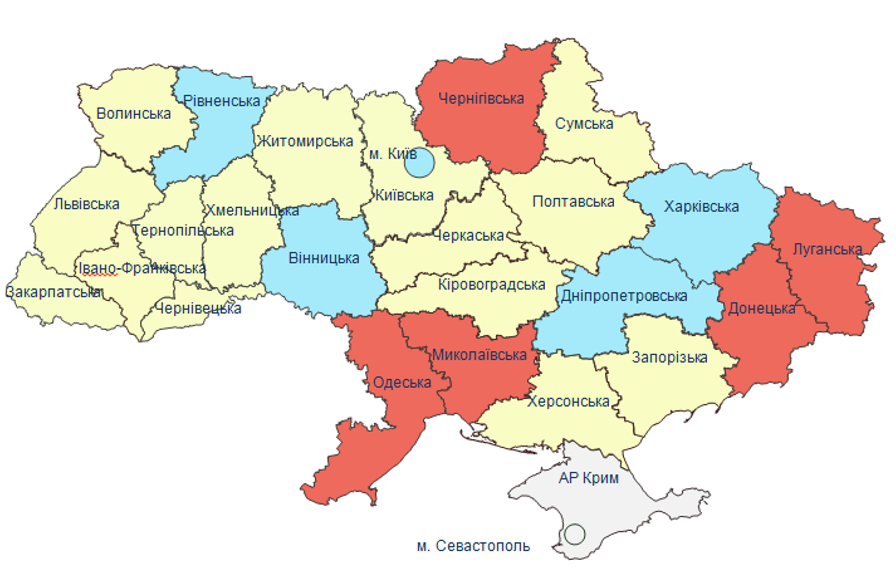 Чернігівська
Рівненська
Волинська
Сумська
Житомирська
м. Київ
Київська
Полтавська
Харківська
Львівська
Хмельницька
Тернопільська
Черкаська
Луганська
Вінницька
Івано-Франківська
Кіровоградська
Закарпатська
Дніпропетровська
Донецька
Чернівецька
Миколаївська
Запорізька
Одеська
Херсонська
АР Крим
м. Севастополь